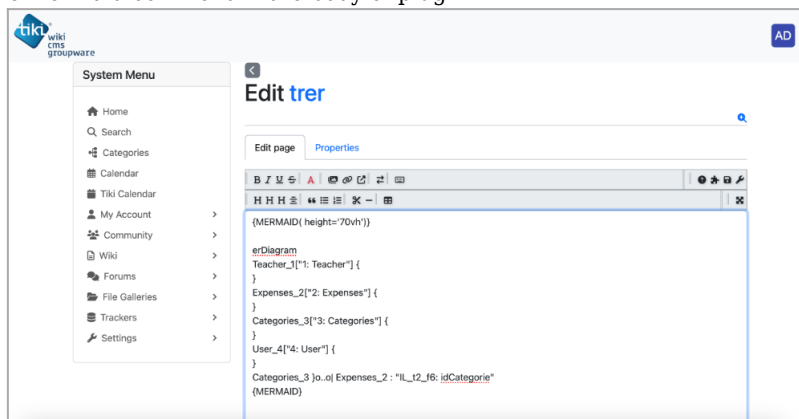 tiki wiki
cms
groupware
AD
System Menu
Home
Search
Categories
Calendar
Tiki Calendar
My Account
Community
Wiki
Forums
File Galleries
Trackers
Settings
Edit trer
Edit page Properties
B I U S A
H H H
{MERMAID( height='70vh')}
erDiagram
Teacher_1["1: Teacher"] {
}
Expenses_2["2: Expenses"] {
}
Categories_3["3: Categories"] {
}
User_4["4: User"] {
}
Categories_3 }o..o| Expenses_2 : "IL_t2_f6: idCategorie"
{MERMAID}